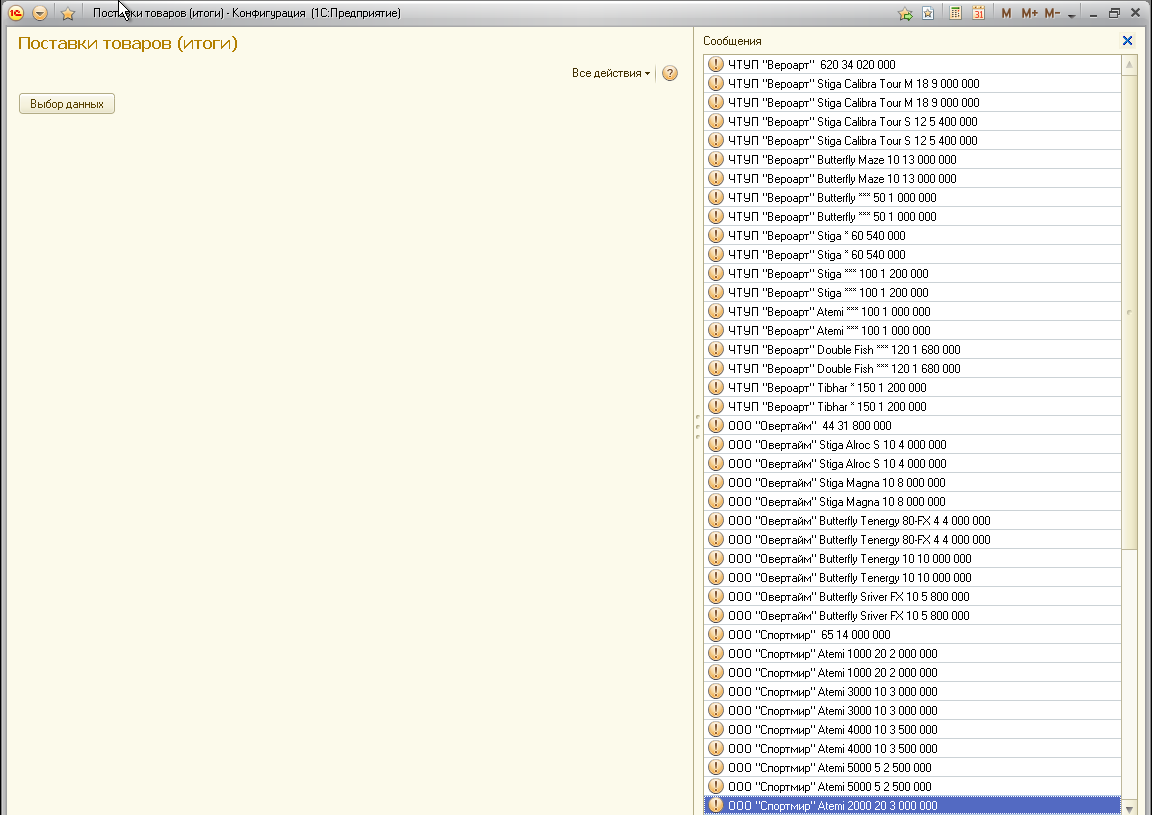 Поставки товаров (итоги) - Конфигурация (1С:Предприятие)
M M+ M-
Поставки товаров (итоги)
Все действия
?
Выбор данных
Сообщения
ЧТУП "Вероарт" 620 34 020 000
ЧТУП "Вероарт" Stiga Calibra Tour M 18 9 000 000
ЧТУП "Вероарт" Stiga Calibra Tour M 18 9 000 000
ЧТУП "Вероарт" Stiga Calibra Tour S 12 5 400 000
ЧТУП "Вероарт" Stiga Calibra Tour S 12 5 400 000
ЧТУП "Вероарт" Butterfly Maze 10 13 000 000
ЧТУП "Вероарт" Butterfly Maze 10 13 000 000
ЧТУП "Вероарт" Butterfly *** 50 1 000 000
ЧТУП "Вероарт" Butterfly *** 50 1 000 000
ЧТУП "Вероарт" Stiga * 60 540 000
ЧТУП "Вероарт" Stiga * 60 540 000
ЧТУП "Вероарт" Stiga *** 100 1 200 000
ЧТУП "Вероарт" Stiga *** 100 1 200 000
ЧТУП "Вероарт" Atemi *** 100 1 000 000
ЧТУП "Вероарт" Atemi *** 100 1 000 000
ЧТУП "Вероарт" Double Fish *** 120 1 680 000
ЧТУП "Вероарт" Double Fish *** 120 1 680 000
ЧТУП "Вероарт" Tibhar * 150 1 200 000
ЧТУП "Вероарт" Tibhar * 150 1 200 000
ООО "Овертайм" 44 31 800 000
ООО "Овертайм" Stiga Alroc S 10 4 000 000
ООО "Овертайм" Stiga Alroc S 10 4 000 000
ООО "Овертайм" Stiga Magna 10 8 000 000
ООО "Овертайм" Stiga Magna 10 8 000 000
ООО "Овертайм" Butterfly Tenergy 80-FX 4 4 000 000
ООО "Овертайм" Butterfly Tenergy 80-FX 4 4 000 000
ООО "Овертайм" Butterfly Tenergy 10 10 000 000
ООО "Овертайм" Butterfly Tenergy 10 10 000 000
ООО "Овертайм" Butterfly Sriver FX 10 5 800 000
ООО "Овертайм" Butterfly Sriver FX 10 5 800 000
ООО "Спортмир" 65 14 000 000
ООО "Спортмир" Atemi 1000 20 2 000 000
ООО "Спортмир" Atemi 1000 20 2 000 000
ООО "Спортмир" Atemi 3000 10 3 000 000
ООО "Спортмир" Atemi 3000 10 3 000 000
ООО "Спортмир" Atemi 4000 10 3 500 000
ООО "Спортмир" Atemi 4000 10 3 500 000
ООО "Спортмир" Atemi 5000 5 2 500 000
ООО "Спортмир" Atemi 5000 5 2 500 000
ООО "Спортмир" Atemi 2000 20 3 000 000